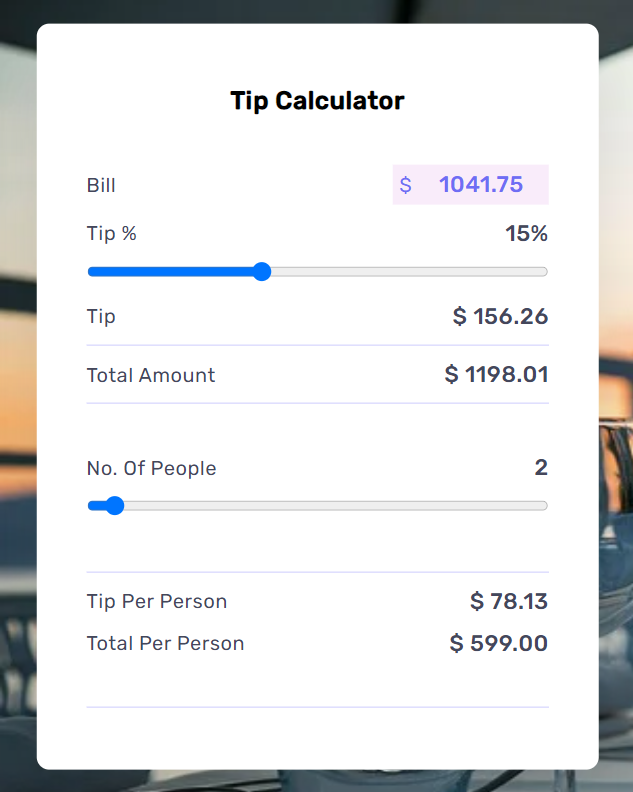 Tip Calculator
Bill $ 1041.75
Tip % 15%
Tip $ 156.26
Total Amount $ 1198.01
No. Of People 2
Tip Per Person $ 78.13
Total Per Person $ 599.00